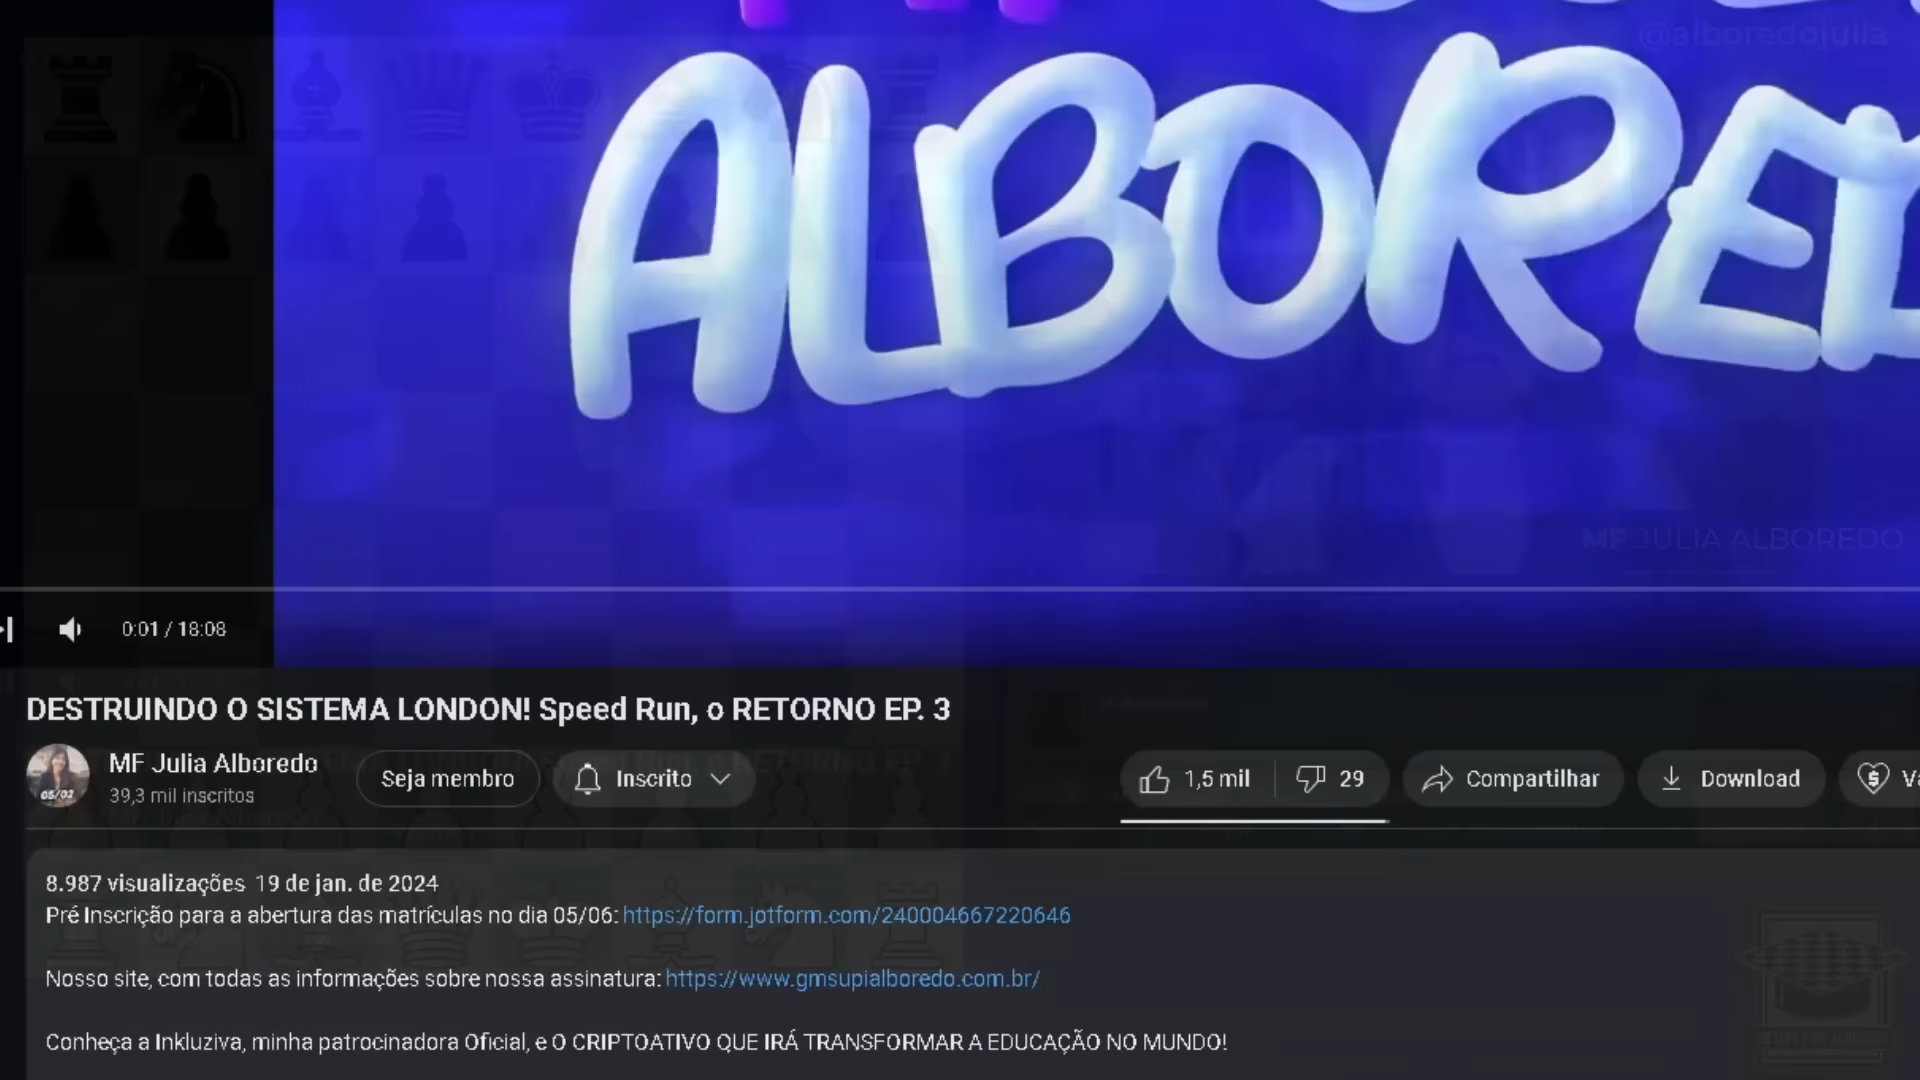 @alboredojulia
ALBORED
MF JULIA ALBOREDO
0:01 / 18:08
DESTRUINDO O SISTEMA LONDON! Speed Run, o RETORNO EP. 3
MF Julia Alboredo
39,3 mil inscritos
05/02
Seja membro
Inscrito
1,5 mil
29
Compartilhar
Download
8.987 visualizações 19 de jan. de 2024
Pré Inscrição para a abertura das matrículas no dia 05/06: https://form.jotform.com/240004667220646
Nosso site, com todas as informações sobre nossa assinatura: https://www.gmsupialboredo.com.br/
Conheça a Inkluziva, minha patrocinadora Oficial, e O CRIPTOATIVO QUE IRÁ TRANSFORMAR A EDUCAÇÃO NO MUNDO!